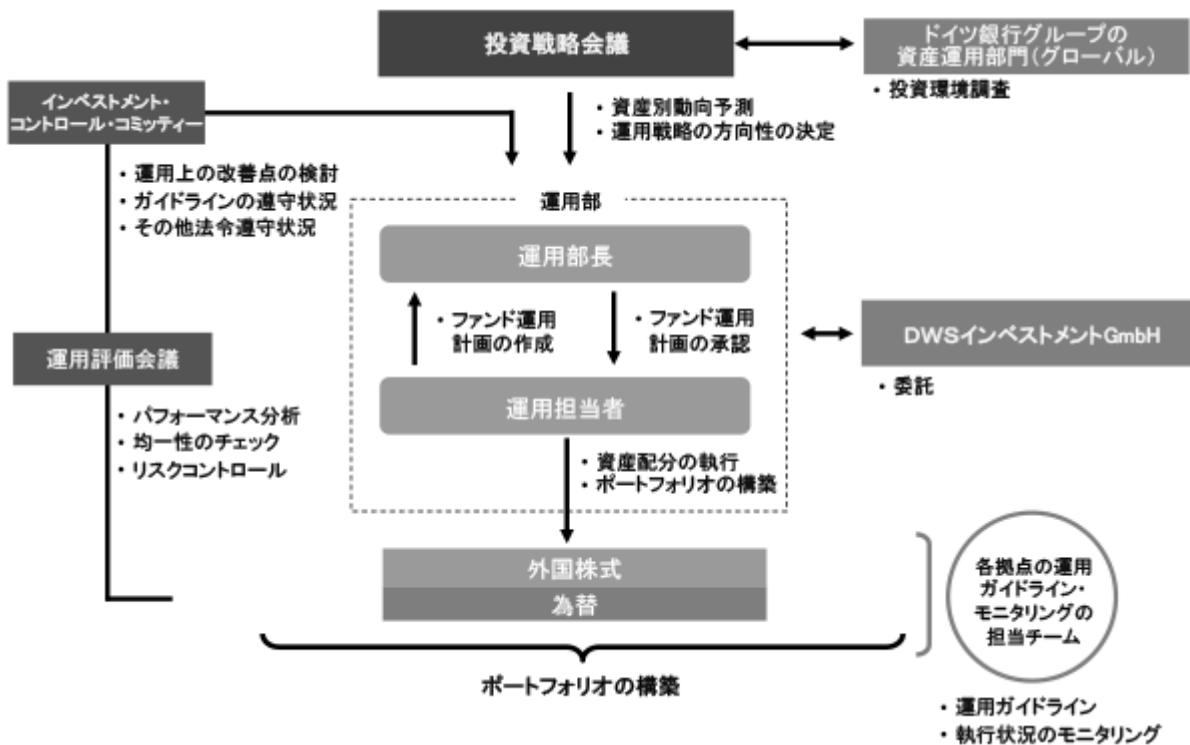 投資戦略会議
ドイツ銀行グループの
資産運用部門(グローバル)
・投資環境調査
インベストメント・
コントロール・コミッティー
・資産別動向予測
・運用戦略の方向性の決定
・運用上の改善点の検討
・ガイドラインの遵守状況
・その他法令遵守状況
運用部
運用部長
・ファンド運用
計画の作成
・ファンド運用
計画の承認
DWSインベストメントGmbH
・委託
運用評価会議
・パフォーマンス分析
・均一性のチェック
・リスクコントロール
運用担当者
・資産配分の執行
・ポートフォリオの構築
外国株式
為替
各拠点の運用
ガイドライン・
モニタリングの
担当チーム
ポートフォリオの構築
・運用ガイドライン
・執行状況のモニタリング